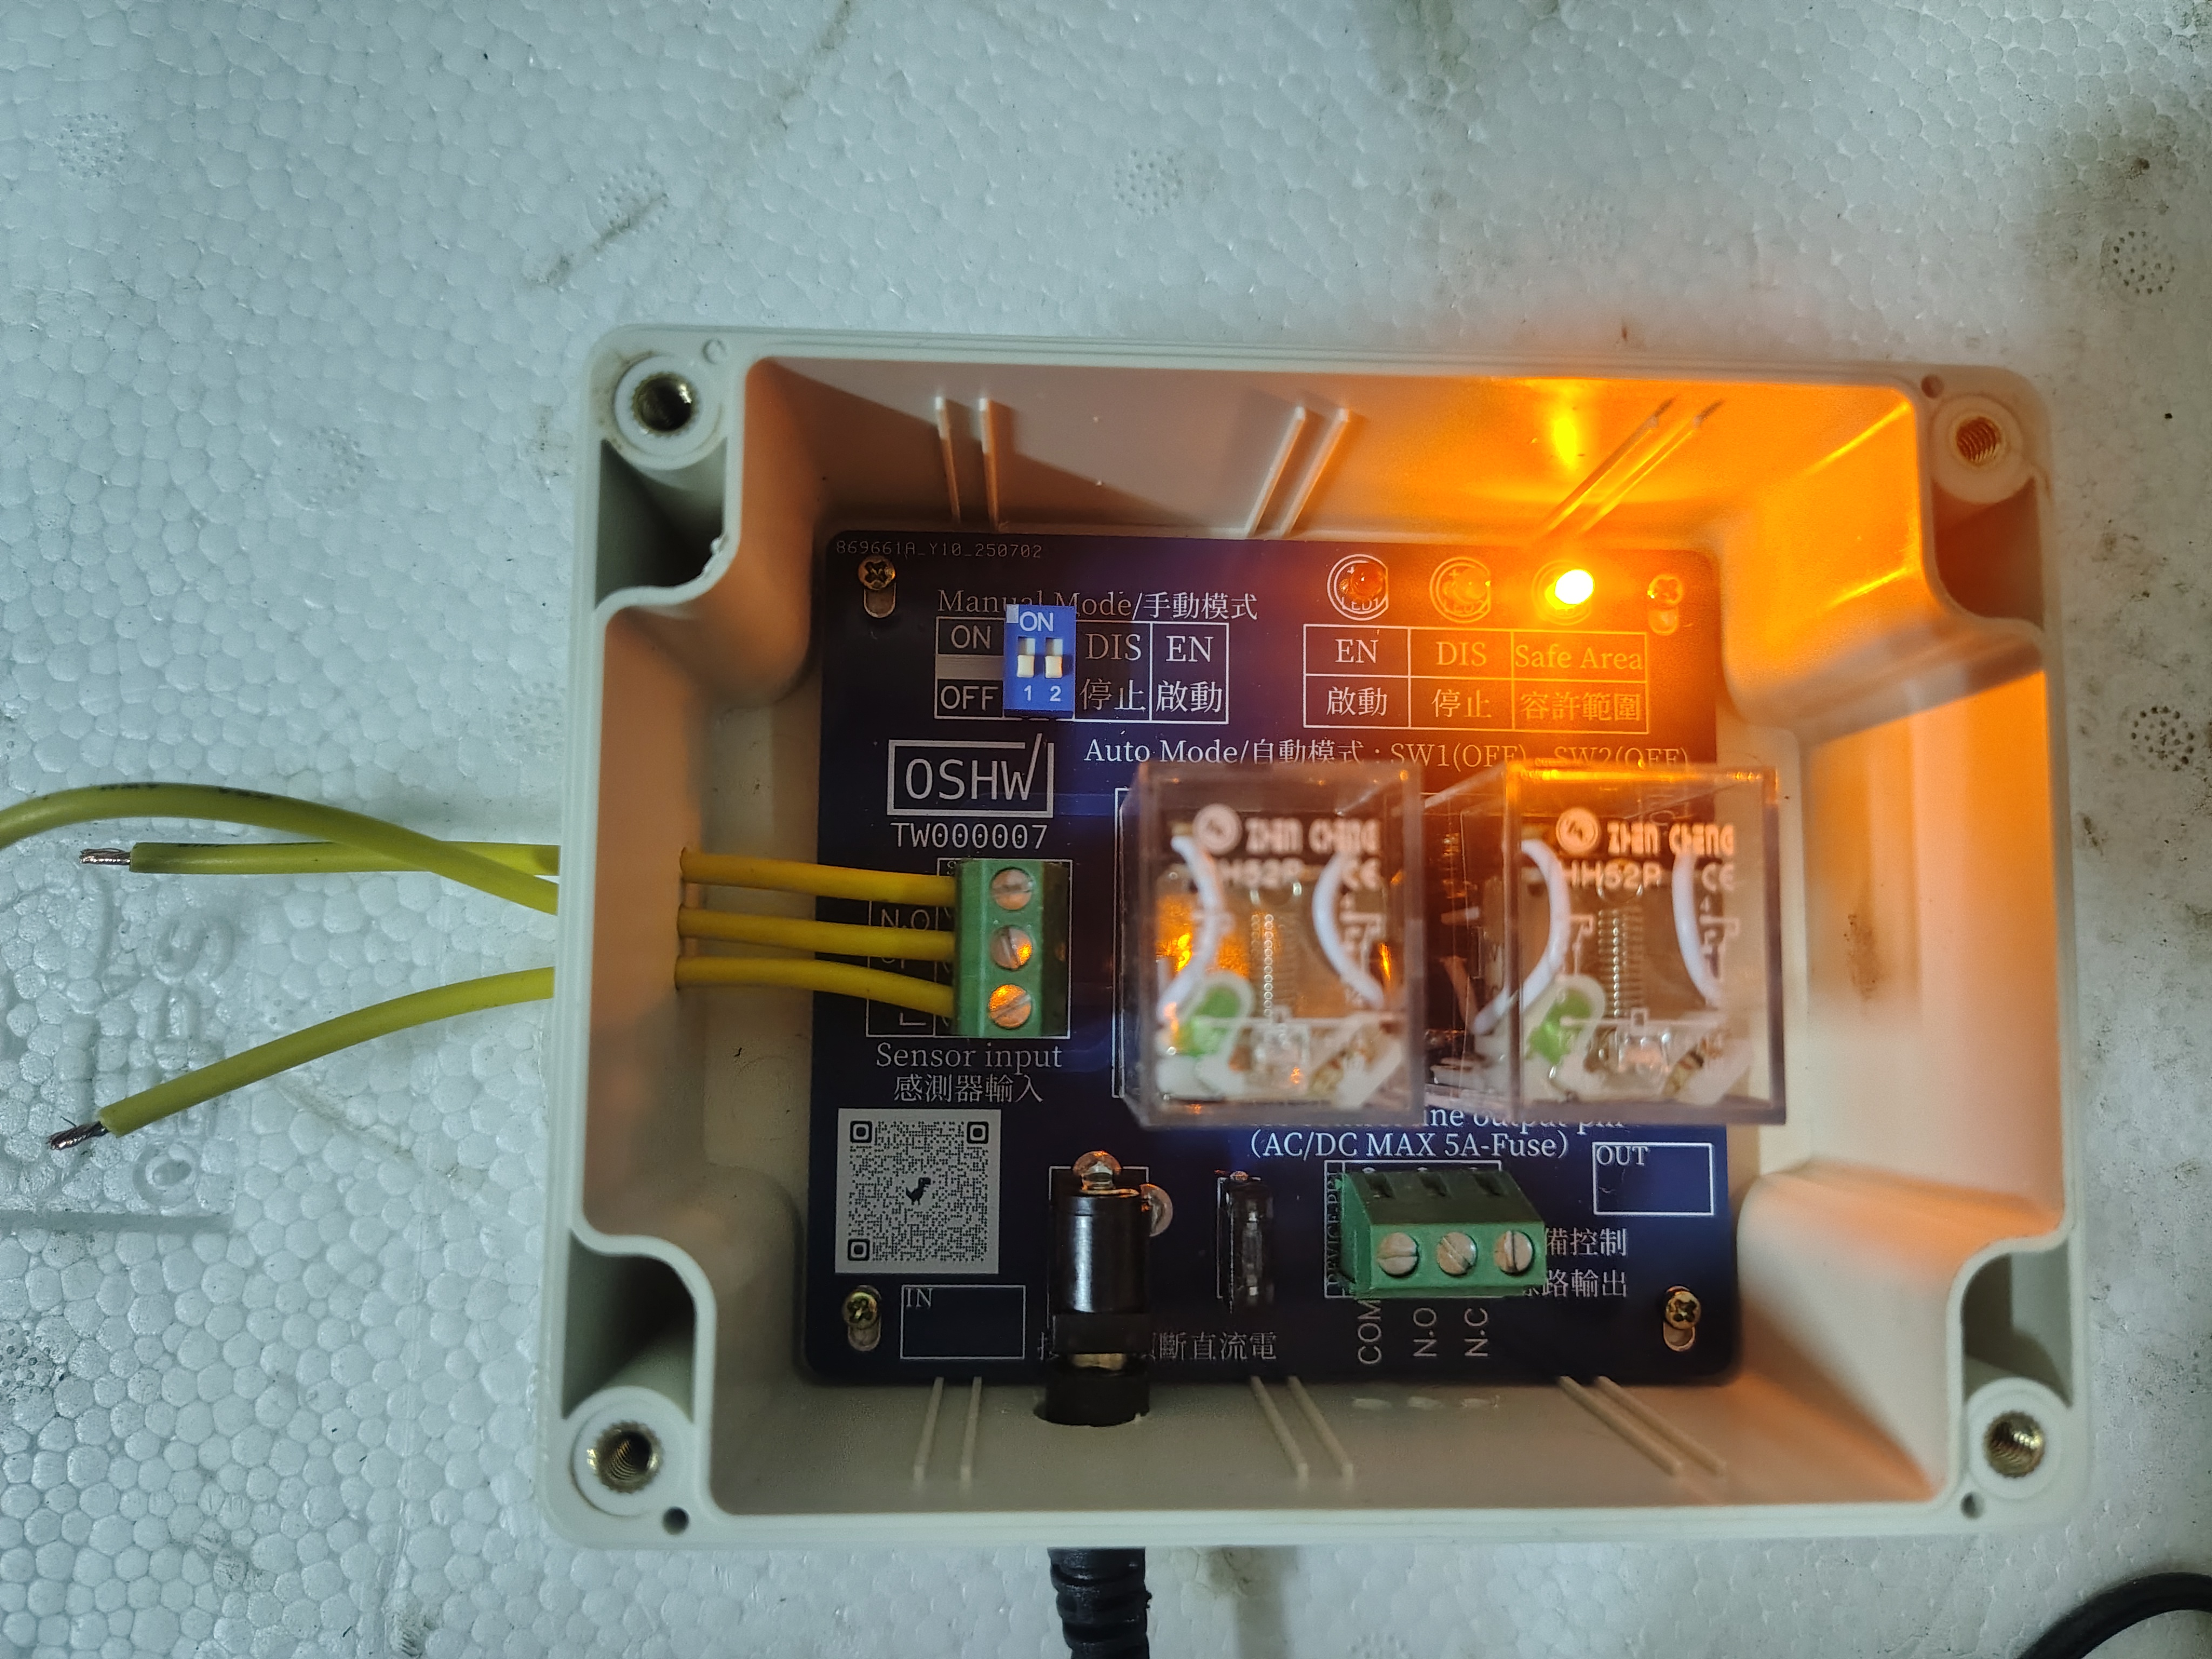 869661A_Y10_250702
Manual Mode/手動模式
ON
OFF
ON
1 2
DIS
EN
停止
啟動
LED1
EN
DIS
Safe Area
啟動
停止
容許範圍
Auto Mode/自動模式：SW1(OFF)、SW2(OFF)
OSHW
TW000007
N.O
Sensor input
感測器輸入
ZHEN CHENG
HH52P CE
ZHEN CHENG
HH52P CE
line output pin
（AC/DC MAX 5A-Fuse）
OUT
備控制
路輸出
COM
N.O
N.C
IN
斷直流電